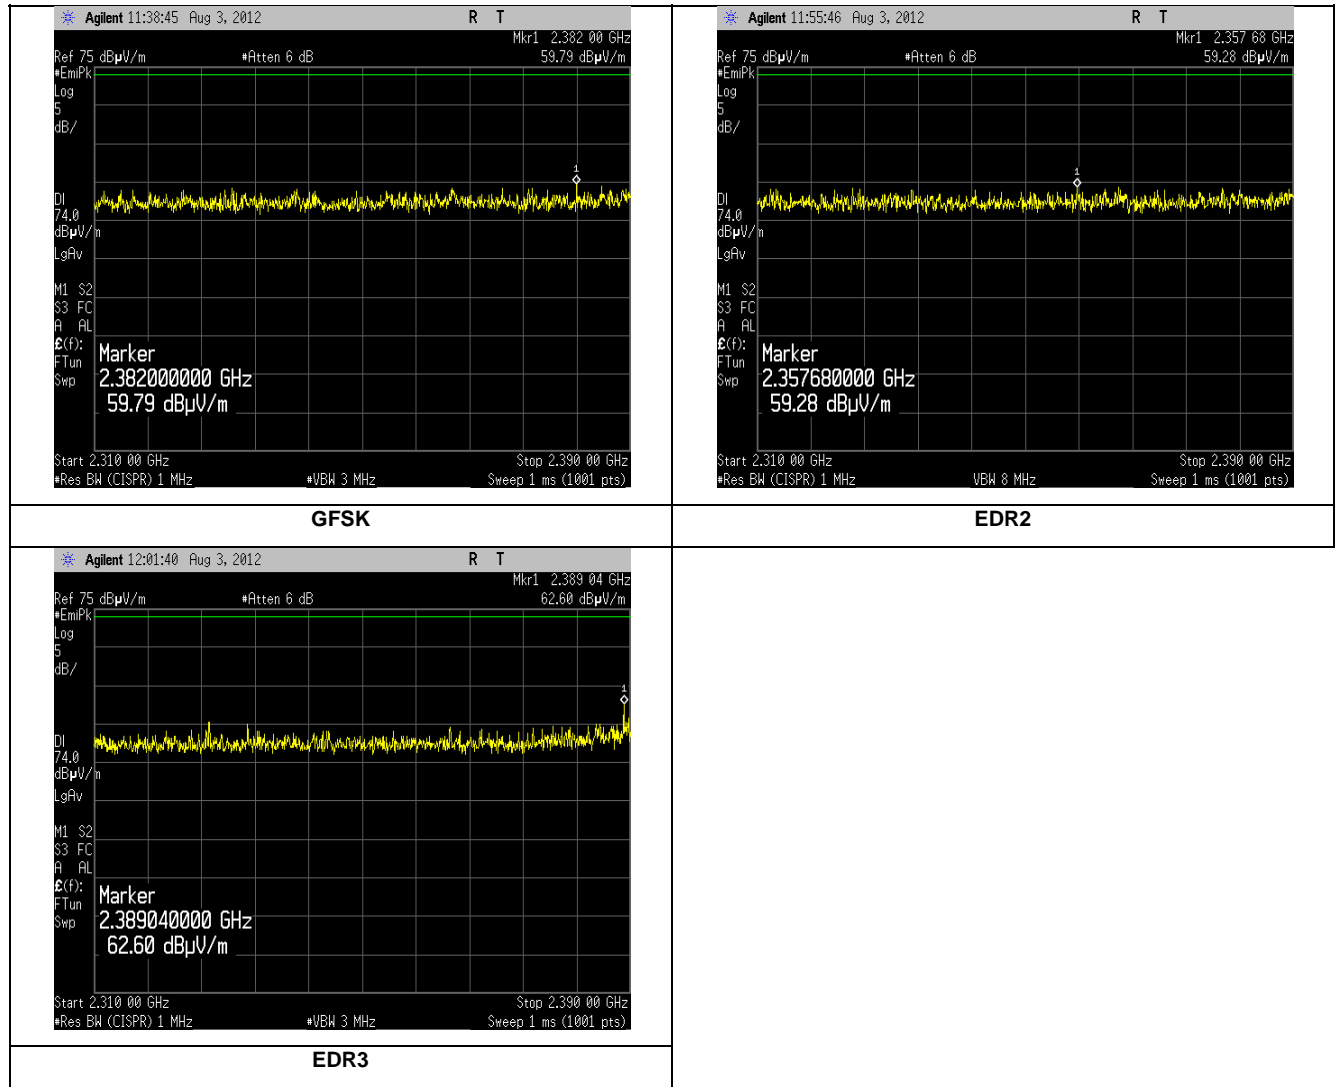 Agilent 11:38:45 Aug 3, 2012 R T
Mkr1 2.382 00 GHz
Ref 75 dBµV/m #Atten 6 dB 59.79 dBµV/m
#EmiPk
Log
5
dB/
1
DI
74.0
dBµV/m
LgAv
M1 S2
S3 FC
A AL
£(f):
FTun
Swp
Marker
2.382000000 GHz
59.79 dBµV/m
Start 2.310 00 GHz Stop 2.390 00 GHz
#Res BW (CISPR) 1 MHz #VBW 3 MHz Sweep 1 ms (1001 pts)
GFSK
Agilent 11:55:46 Aug 3, 2012 R T
Mkr1 2.357 68 GHz
Ref 75 dBµV/m #Atten 6 dB 59.28 dBµV/m
#EmiPk
Log
5
dB/
1
DI
74.0
dBµV/m
LgAv
M1 S2
S3 FC
A AL
£(f):
FTun
Swp
Marker
2.357680000 GHz
59.28 dBµV/m
Start 2.310 00 GHz Stop 2.390 00 GHz
#Res BW (CISPR) 1 MHz VBW 8 MHz Sweep 1 ms (1001 pts)
EDR2
Agilent 12:01:40 Aug 3, 2012 R T
Mkr1 2.389 04 GHz
Ref 75 dBµV/m #Atten 6 dB 62.60 dBµV/m
#EmiPk
Log
5
dB/
1
DI
74.0
dBµV/m
LgAv
M1 S2
S3 FC
A AL
£(f):
FTun
Swp
Marker
2.389040000 GHz
62.60 dBµV/m
Start 2.310 00 GHz Stop 2.390 00 GHz
#Res BW (CISPR) 1 MHz #VBW 3 MHz Sweep 1 ms (1001 pts)
EDR3